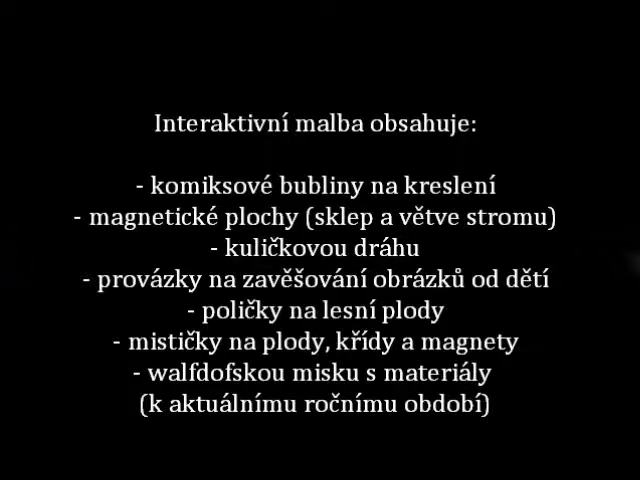 Interaktivní malba obsahuje:
- komiksové bubliny na kreslení
- magnetické plochy (sklep a větve stromu)
- kuličkovou dráhu
- provázky na zavěšování obrázků od dětí
- poličky na lesní plody
- mističky na plody, křídy a magnety
- walfdofskou misku s materiály
(k aktuálnímu ročnímu období)